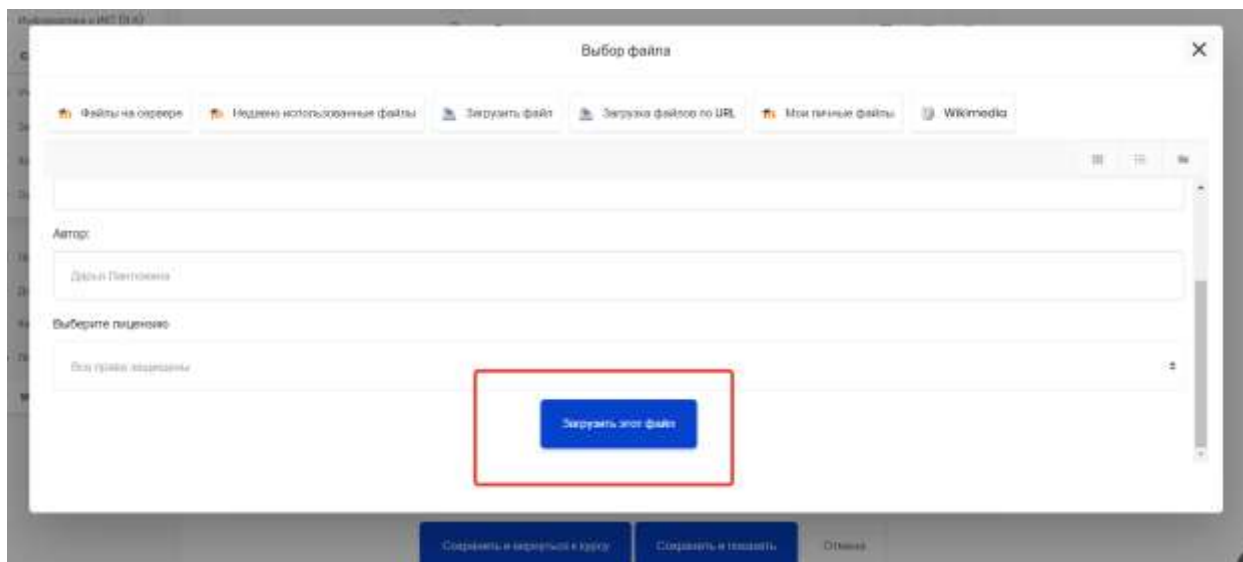 Выбор файла
Файлы на сервере Недавно использованные файлы Загрузить файл Загрузка файлов по URL Мои личные файлы Wikimedia
Автор:
Дарья
Выберите лицензию
Все права защищены
Загрузить этот файл
Сохранить и вернуться к курсу Сохранить и показать Отмена